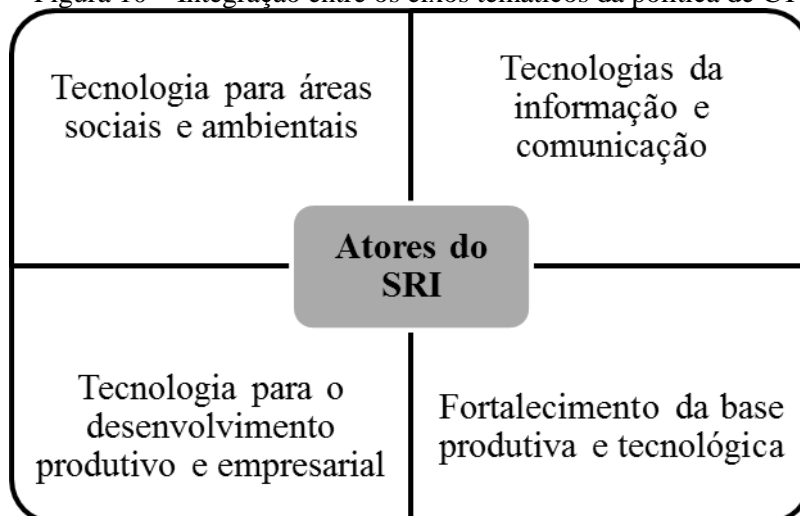 Figura 10 – Integração entre os eixos temáticos da política de CT
Tecnologia para áreas
sociais e ambientais
Tecnologias da
informação e
comunicação
Atores do
SRI
Tecnologia para o
desenvolvimento
produtivo e empresarial
Fortalecimento da base
produtiva e tecnológica